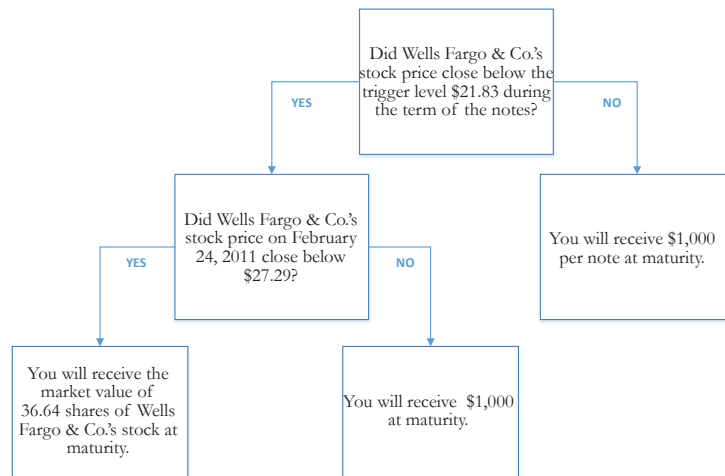 Did Wells Fargo & Co.'s
stock price close below the
trigger level $21.83 during
the term of the notes?
YES
NO
Did Wells Fargo & Co.'s
stock price on February
24, 2011 close below
$27.29?
You will receive $1,000
per note at maturity.
YES
NO
You will receive the
market value of
36.64 shares of Wells
Fargo & Co.'s stock at
maturity.
You will receive $1,000
at maturity.